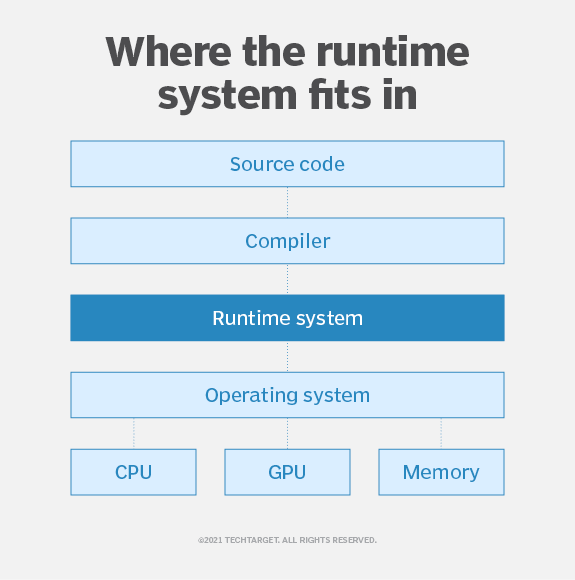 Where the runtime
system fits in
Source code
Compiler
Runtime system
Operating system
CPU
GPU
Memory
©2021 TECHTARGET. ALL RIGHTS RESERVED.